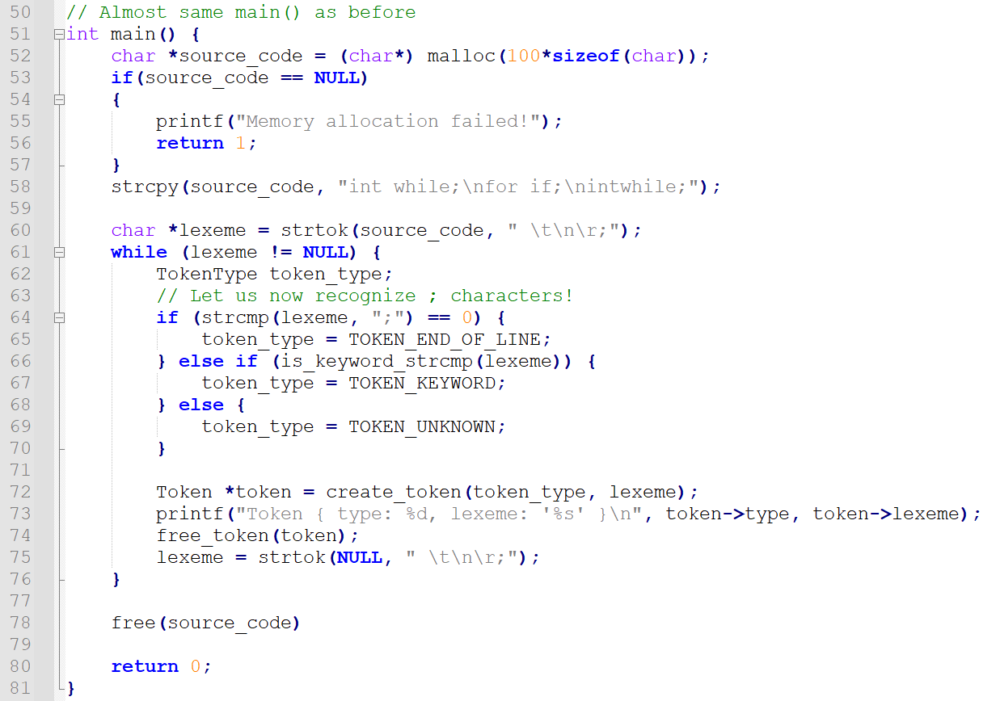 50 // Almost same main() as before
51 int main() {
52 char *source_code = (char*) malloc(100*sizeof(char));
53 if(source_code == NULL)
54 {
55 printf("Memory allocation failed!");
56 return 1;
57 }
58 strcpy(source_code, "int while;\nfor if;\nintwhile;");
59
60 char *lexeme = strtok(source_code, " \t\n\r;");
61 while (lexeme != NULL) {
62 TokenType token_type;
63 // Let us now recognize ; characters!
64 if (strcmp(lexeme, ";") == 0) {
65 token_type = TOKEN_END_OF_LINE;
66 } else if (is_keyword_strcmp(lexeme)) {
67 token_type = TOKEN_KEYWORD;
68 } else {
69 token_type = TOKEN_UNKNOWN;
70 }
71
72 Token *token = create_token(token_type, lexeme);
73 printf("Token { type: %d, lexeme: '%s' }\n", token->type, token->lexeme);
74 free_token(token);
75 lexeme = strtok(NULL, " \t\n\r;");
76 }
77
78 free(source_code)
79
80 return 0;
81 }